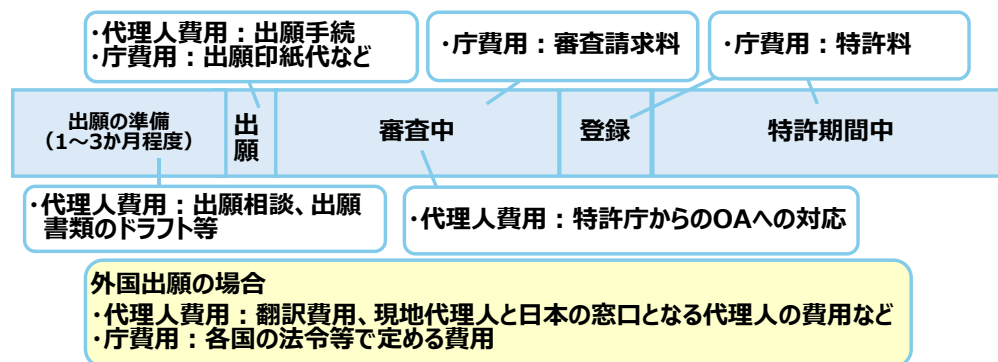 ・代理人費用：出願手続
・庁費用：出願印紙代など
・庁費用：審査請求料
・庁費用：特許料
出願の準備
（1～3か月程度）
出
願
審査中
登録
特許期間中
・代理人費用：出願相談、出願
書類のドラフト等
・代理人費用：特許庁からのOAへの対応
外国出願の場合
・代理人費用：翻訳費用、現地代理人と日本の窓口となる代理人の費用など
・庁費用：各国の法令等で定める費用